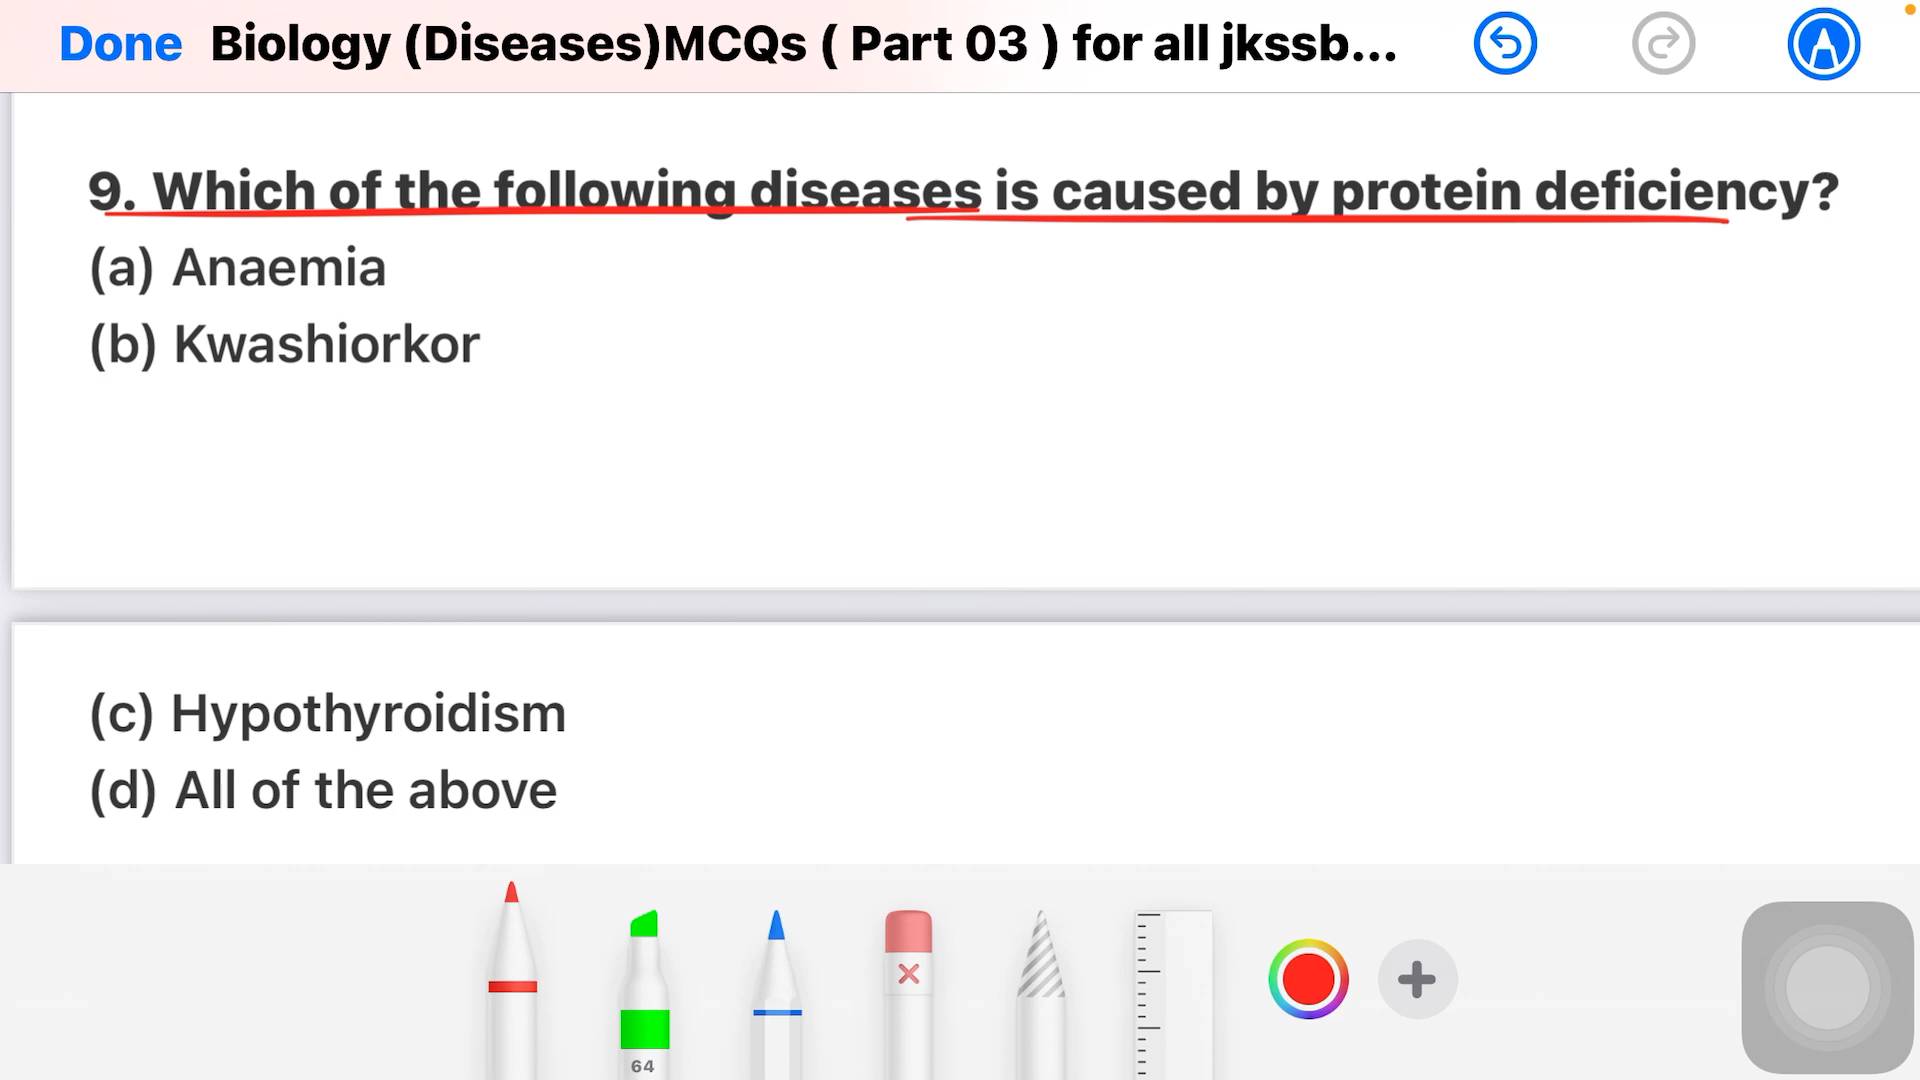 Done Biology (Diseases)MCQs ( Part 03 ) for all jkssb...
9. Which of the following diseases is caused by protein deficiency?
(a) Anaemia
(b) Kwashiorkor
(c) Hypothyroidism
(d) All of the above
64